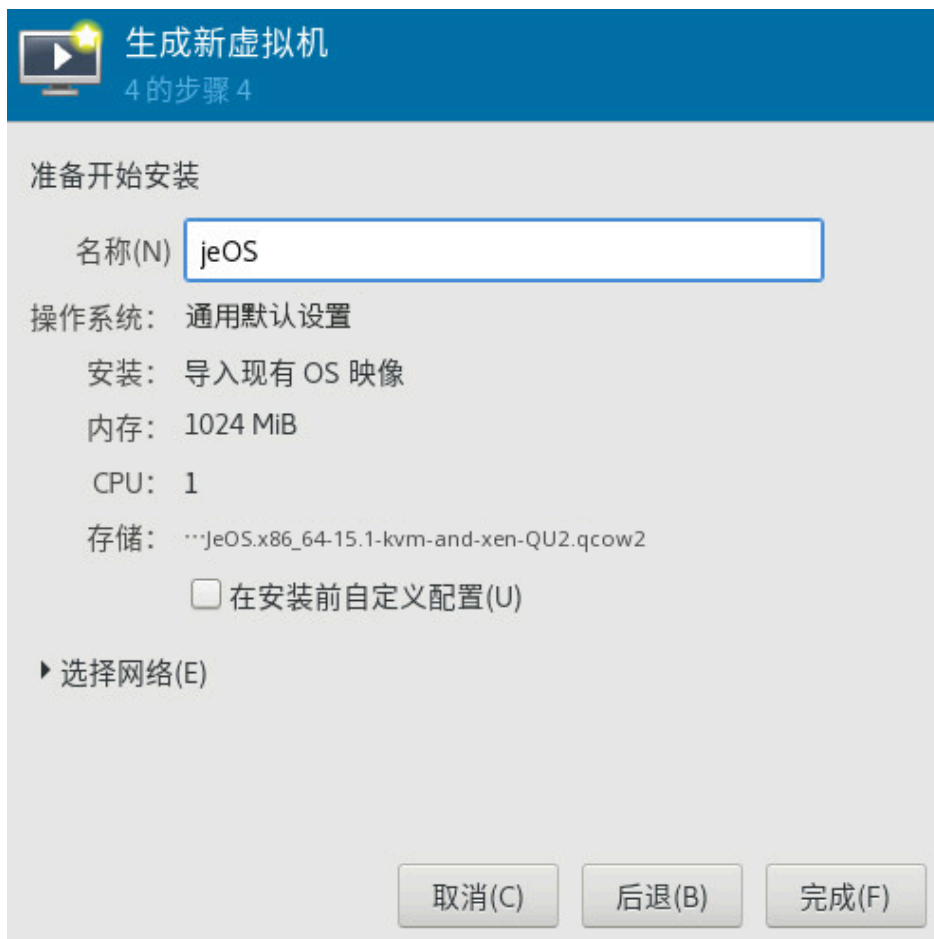 生成新虚拟机
4 的步骤 4
准备开始安装
名称(N) jeOS
操作系统： 通用默认设置
安装： 导入现有 OS 映像
内存： 1024 MiB
CPU： 1
存储： …JeOS.x86_64-15.1-kvm-and-xen-QU2.qcow2
在安装前自定义配置(U)
选择网络(E)
取消(C) 后退(B) 完成(F)